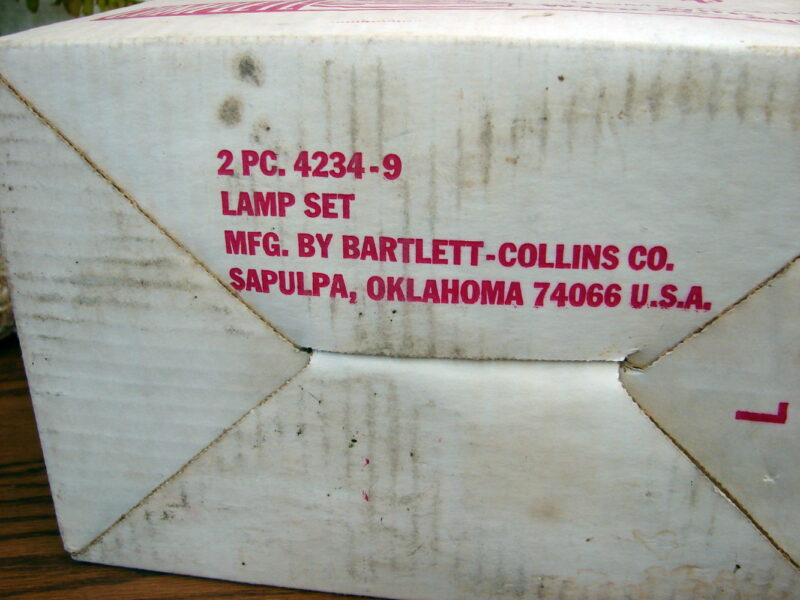 2 PC. 4234-9
LAMP SET
MFG. BY BARTLETT-COLLINS CO.
SAPULPA, OKLAHOMA 74066 U.S.A.
L